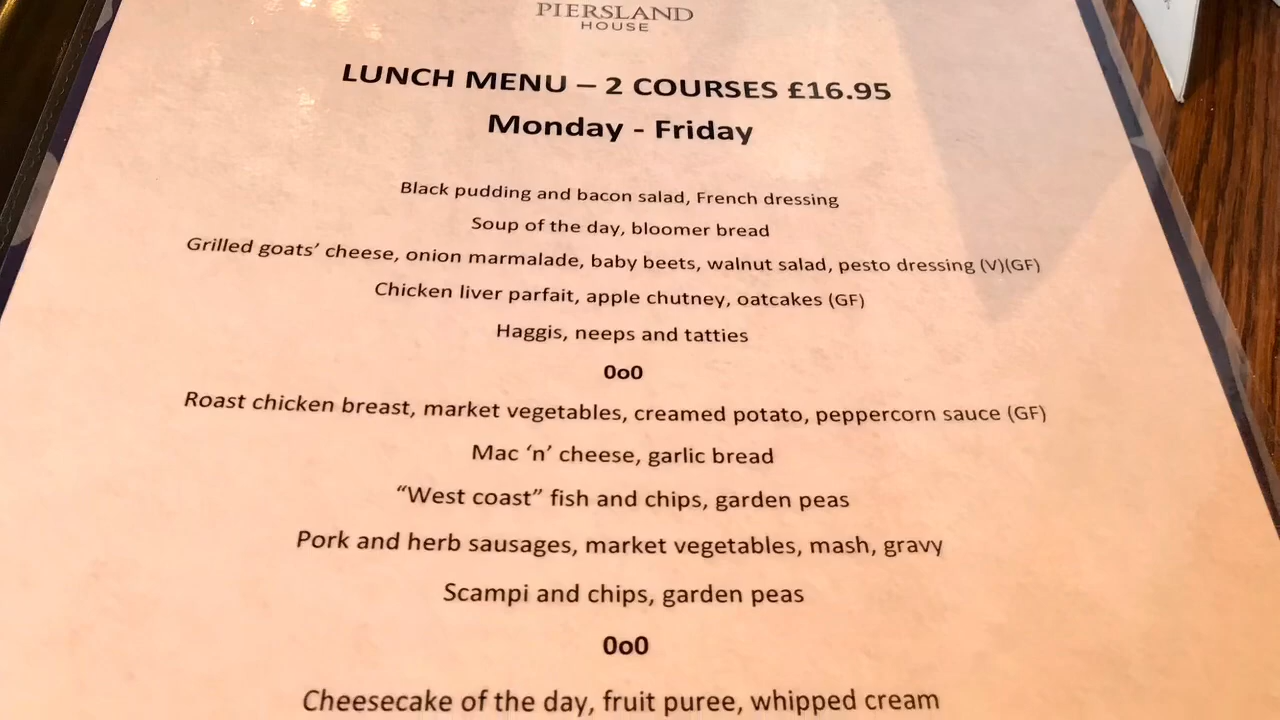 PIERSLAND
HOUSE
LUNCH MENU – 2 COURSES £16.95
Monday - Friday
Black pudding and bacon salad, French dressing
Soup of the day, bloomer bread
Grilled goats’ cheese, onion marmalade, baby beets, walnut salad, pesto dressing (V)(GF)
Chicken liver parfait, apple chutney, oatcakes (GF)
Haggis, neeps and tatties
0o0
Roast chicken breast, market vegetables, creamed potato, peppercorn sauce (GF)
Mac ‘n’ cheese, garlic bread
“West coast” fish and chips, garden peas
Pork and herb sausages, market vegetables, mash, gravy
Scampi and chips, garden peas
0o0
Cheesecake of the day, fruit puree, whipped cream